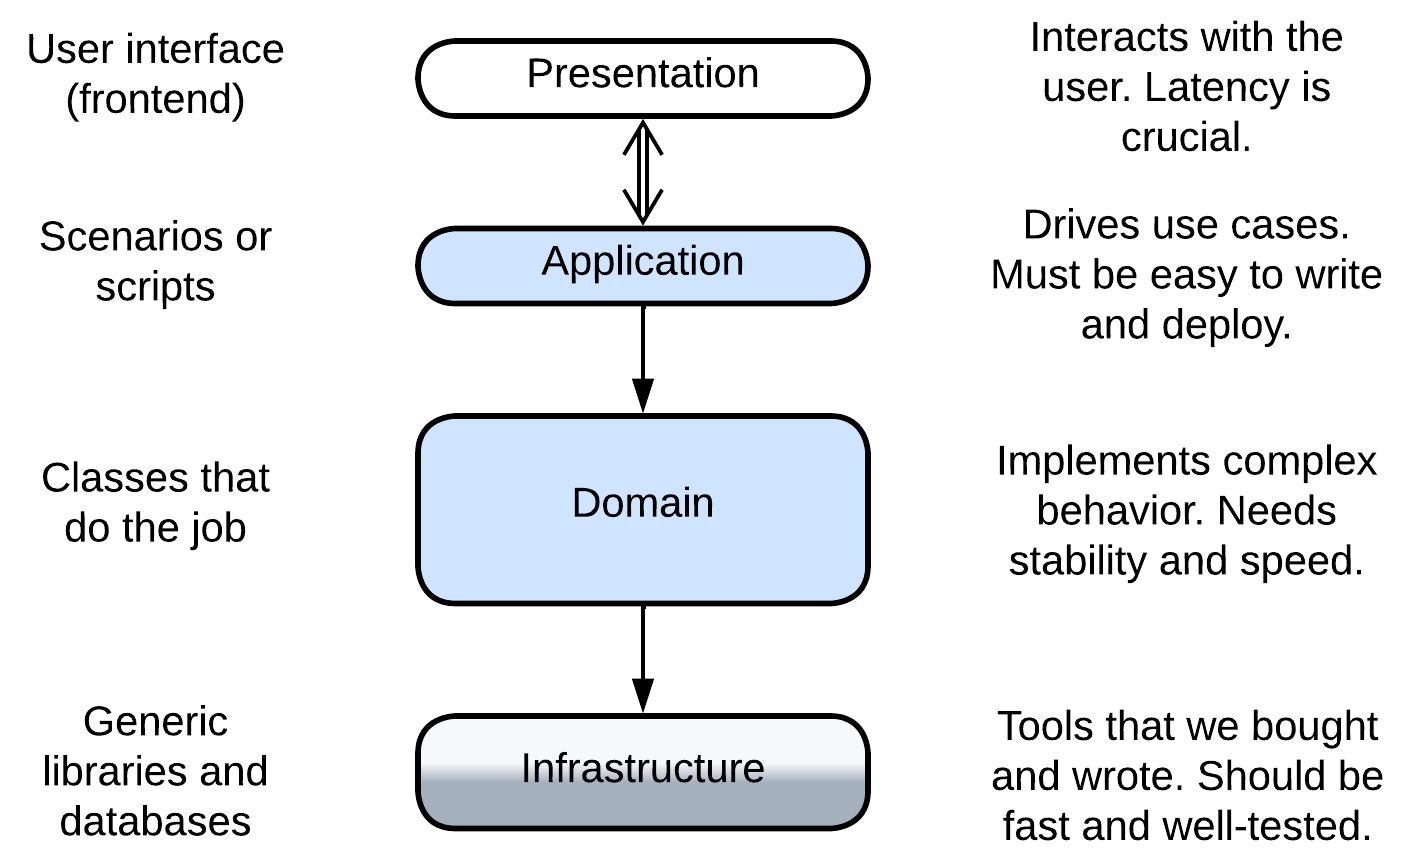 User interface
(frontend)
Presentation
Interacts with the
user. Latency is
crucial.
Scenarios or
scripts
Application
Drives use cases.
Must be easy to write
and deploy.
Classes that
do the job
Domain
Implements complex
behavior. Needs
stability and speed.
Generic
libraries and
databases
Infrastructure
Tools that we bought
and wrote. Should be
fast and well-tested.